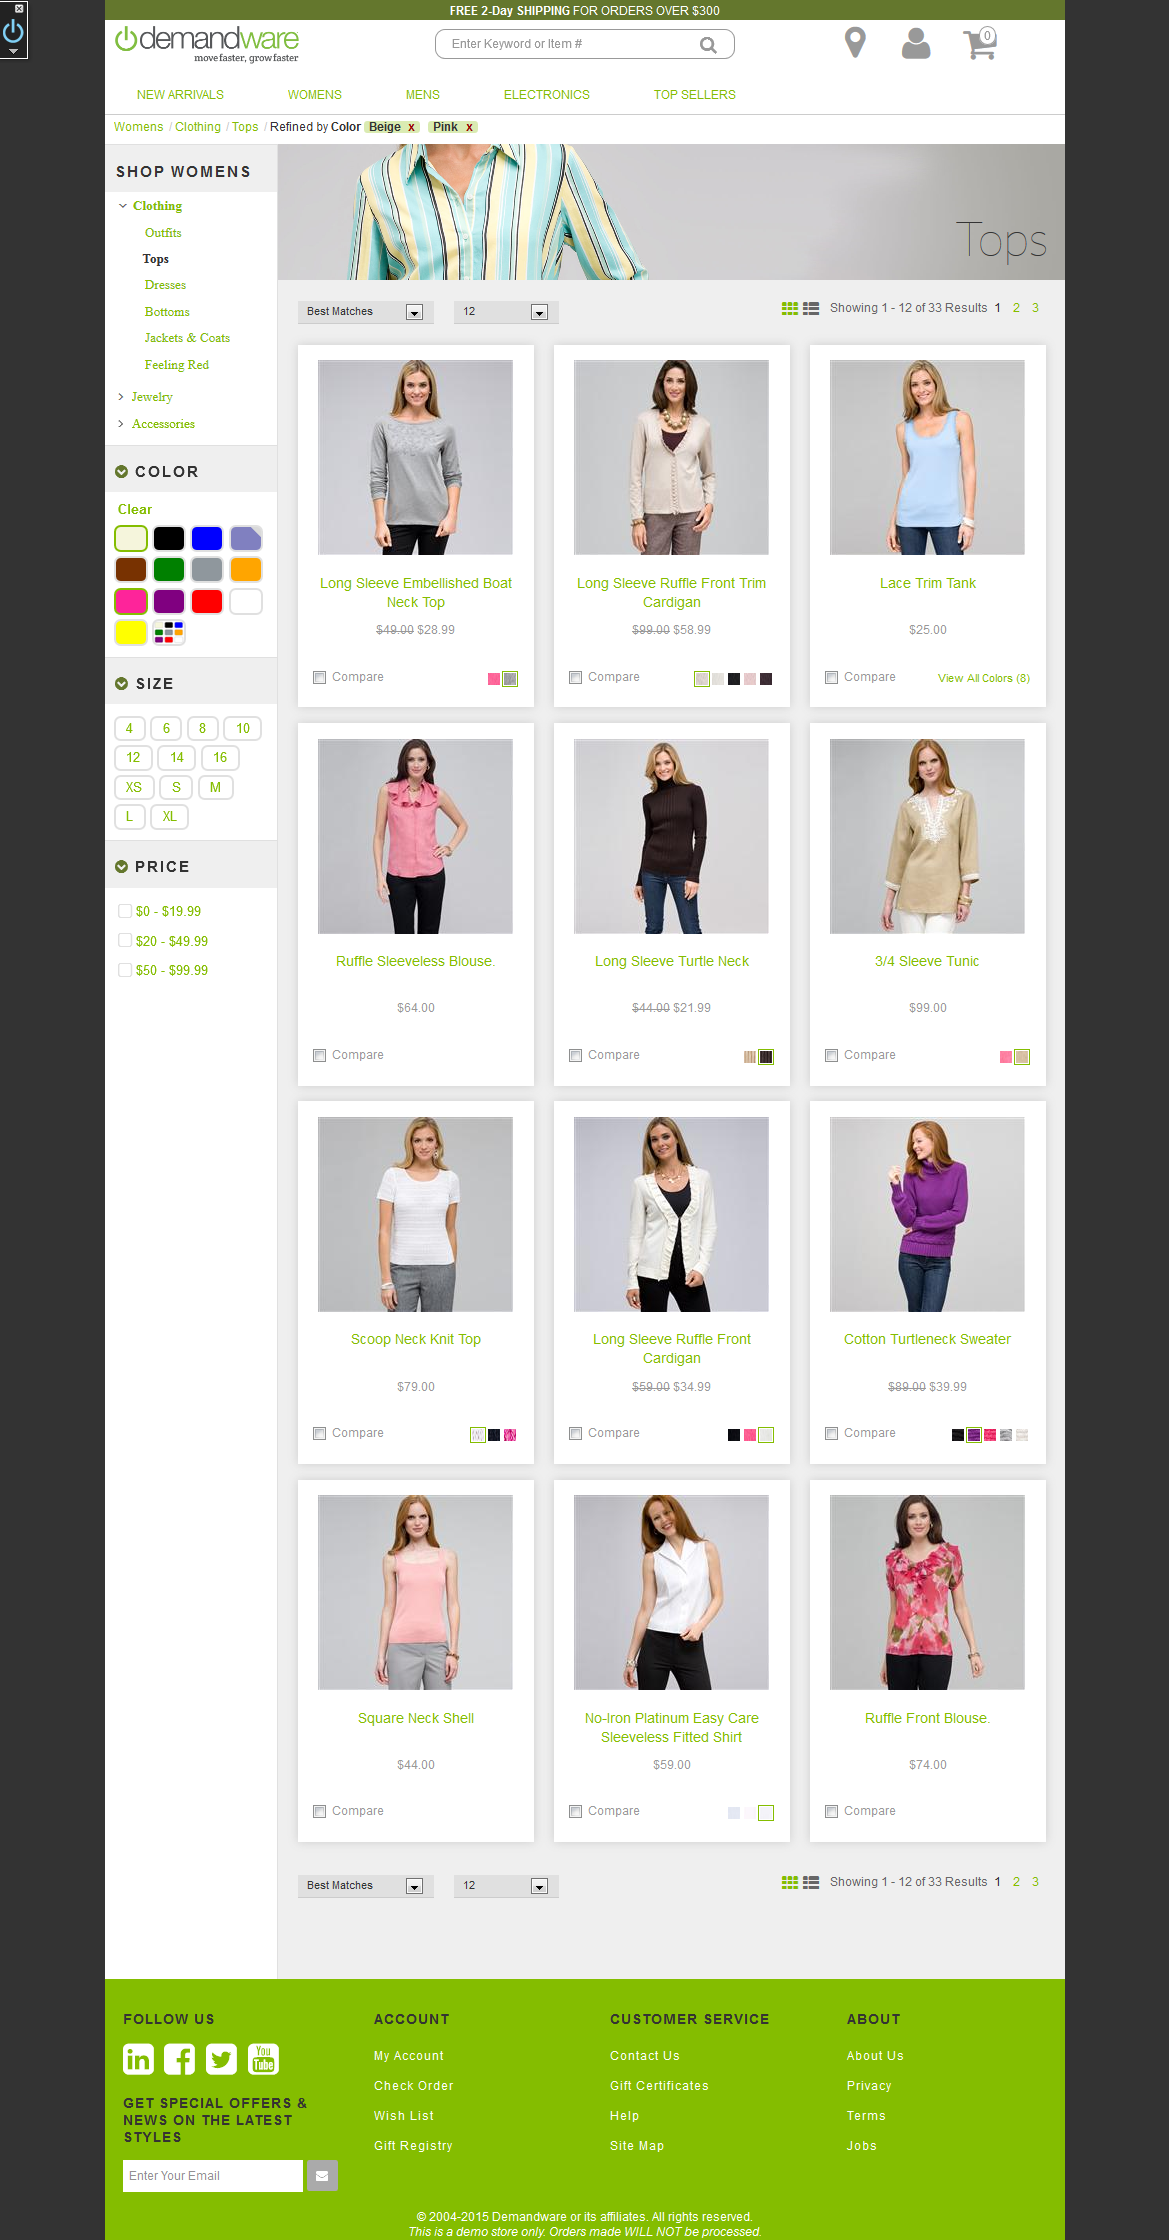 FREE 2-Day SHIPPING FOR ORDERS OVER $300
demandware
move faster, grow faster
Enter Keyword or Item #
0
NEW ARRIVALS WOMENS MENS ELECTRONICS TOP SELLERS
Womens / Clothing / Tops / Refined by Color Beige x Pink x
SHOP WOMENS
Clothing
Outfits
Tops
Dresses
Bottoms
Jackets & Coats
Feeling Red
Jewelry
Accessories
COLOR
Clear
SIZE
4 6 8 10
12 14 16
XS S M
L XL
PRICE
$0 - $19.99
$20 - $49.99
$50 - $99.99
Tops
Best Matches 12 Showing 1 - 12 of 33 Results 1 2 3
Long Sleeve Embellished Boat
Neck Top
$49.00 $28.99
Compare
Long Sleeve Ruffle Front Trim
Cardigan
$99.00 $58.99
Compare
Lace Trim Tank
$25.00
Compare View All Colors (8)
Ruffle Sleeveless Blouse.
$64.00
Compare
Long Sleeve Turtle Neck
$44.00 $21.99
Compare
3/4 Sleeve Tunic
$99.00
Compare
Scoop Neck Knit Top
$79.00
Compare
Long Sleeve Ruffle Front
Cardigan
$59.00 $34.99
Compare
Cotton Turtleneck Sweater
$89.00 $39.99
Compare
Square Neck Shell
$44.00
Compare
No-Iron Platinum Easy Care
Sleeveless Fitted Shirt
$59.00
Compare
Ruffle Front Blouse.
$74.00
Compare
Best Matches 12 Showing 1 - 12 of 33 Results 1 2 3
FOLLOW US
in f You Tube
GET SPECIAL OFFERS &
NEWS ON THE LATEST
STYLES
Enter Your Email
ACCOUNT
My Account
Check Order
Wish List
Gift Registry
CUSTOMER SERVICE
Contact Us
Gift Certificates
Help
Site Map
ABOUT
About Us
Privacy
Terms
Jobs
© 2004-2015 Demandware or its affiliates. All rights reserved.
This is a demo store only. Orders made WILL NOT be processed.